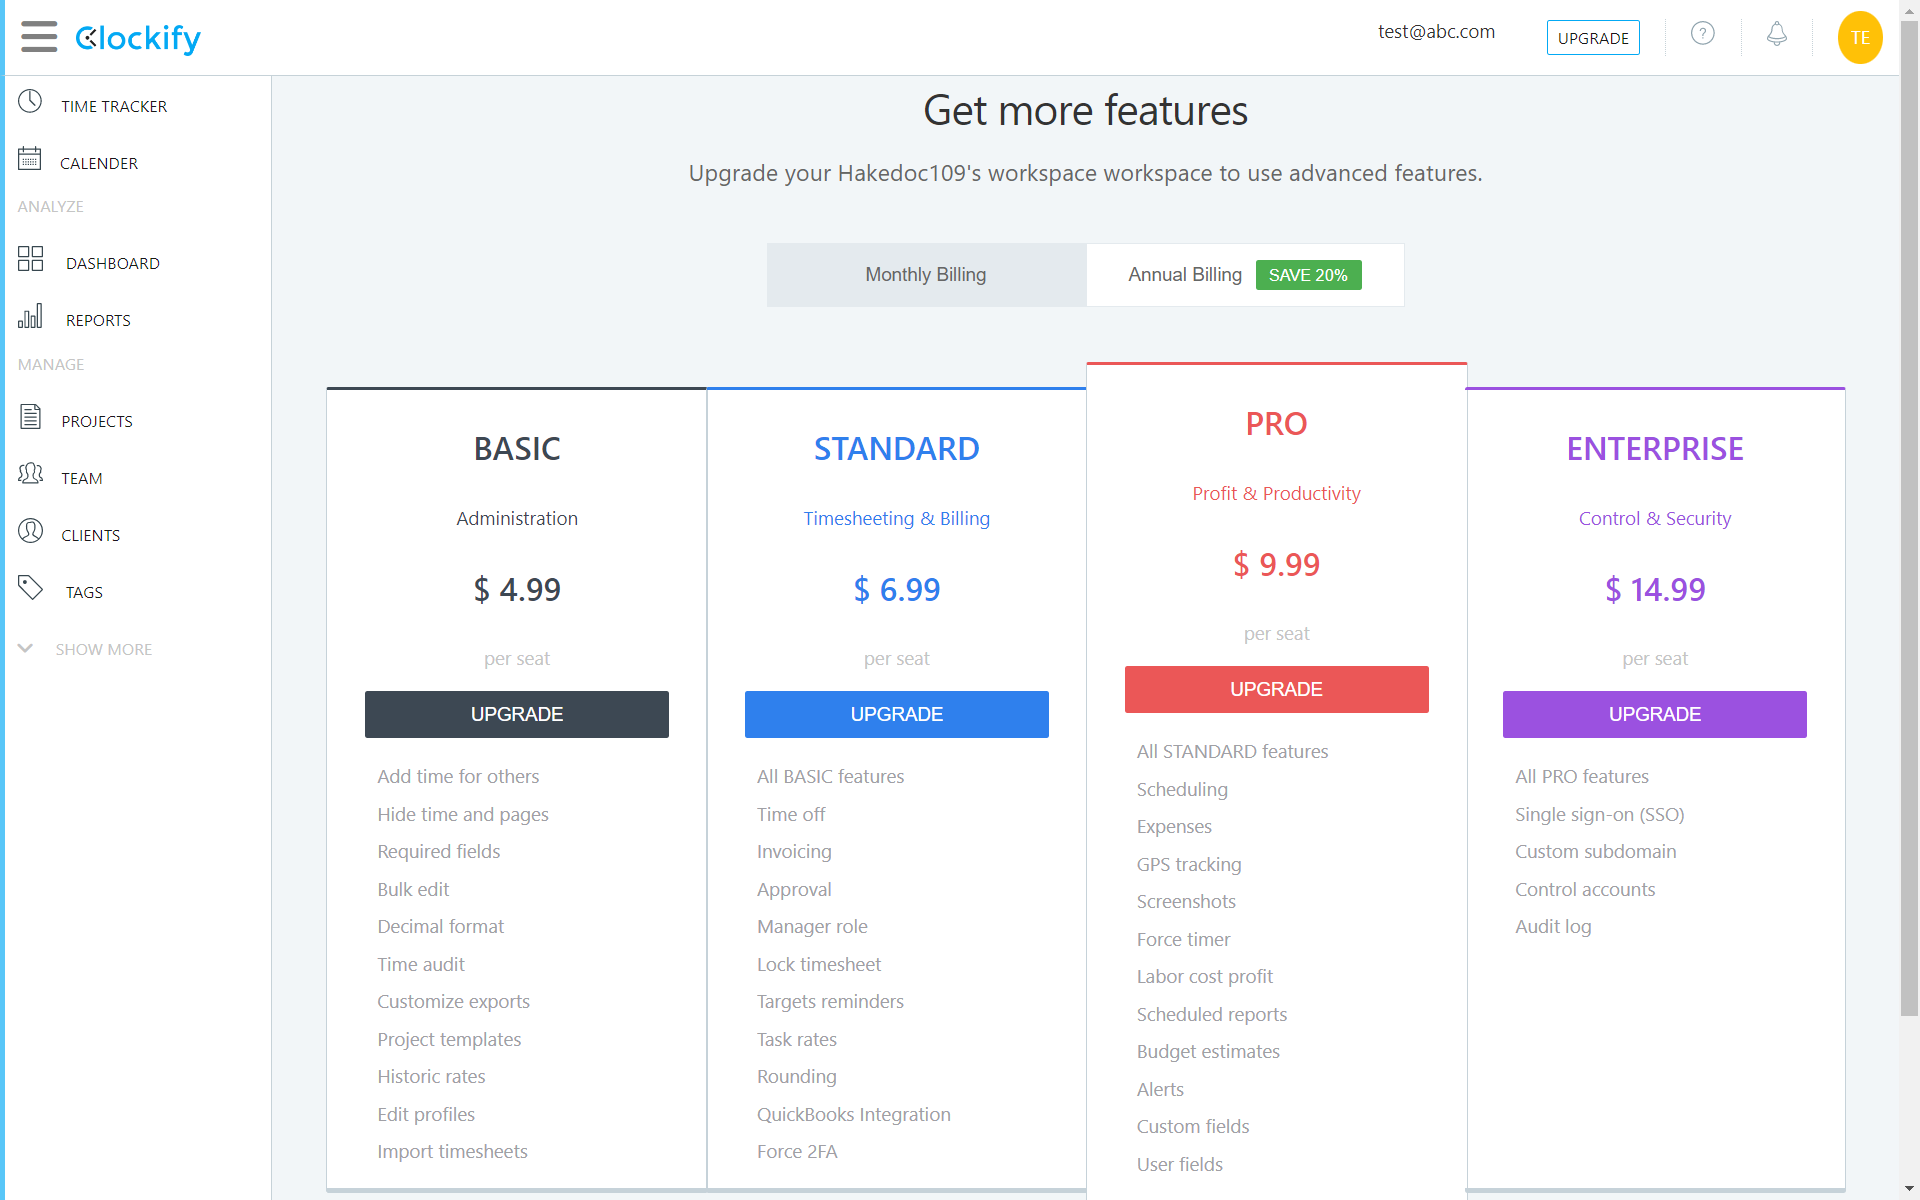 Clockify
test@abc.com
UPGRADE
?
TE
TIME TRACKER
CALENDER
ANALYZE
DASHBOARD
REPORTS
MANAGE
PROJECTS
TEAM
CLIENTS
TAGS
SHOW MORE
Get more features
Upgrade your Hakedoc109's workspace workspace to use advanced features.
Monthly Billing
Annual Billing SAVE 20%
BASIC
Administration
$ 4.99
per seat
UPGRADE
Add time for others
Hide time and pages
Required fields
Bulk edit
Decimal format
Time audit
Customize exports
Project templates
Historic rates
Edit profiles
Import timesheets
STANDARD
Timesheeting & Billing
$ 6.99
per seat
UPGRADE
All BASIC features
Time off
Invoicing
Approval
Manager role
Lock timesheet
Targets reminders
Task rates
Rounding
QuickBooks Integration
Force 2FA
PRO
Profit & Productivity
$ 9.99
per seat
UPGRADE
All STANDARD features
Scheduling
Expenses
GPS tracking
Screenshots
Force timer
Labor cost profit
Scheduled reports
Budget estimates
Alerts
Custom fields
User fields
ENTERPRISE
Control & Security
$ 14.99
per seat
UPGRADE
All PRO features
Single sign-on (SSO)
Custom subdomain
Control accounts
Audit log